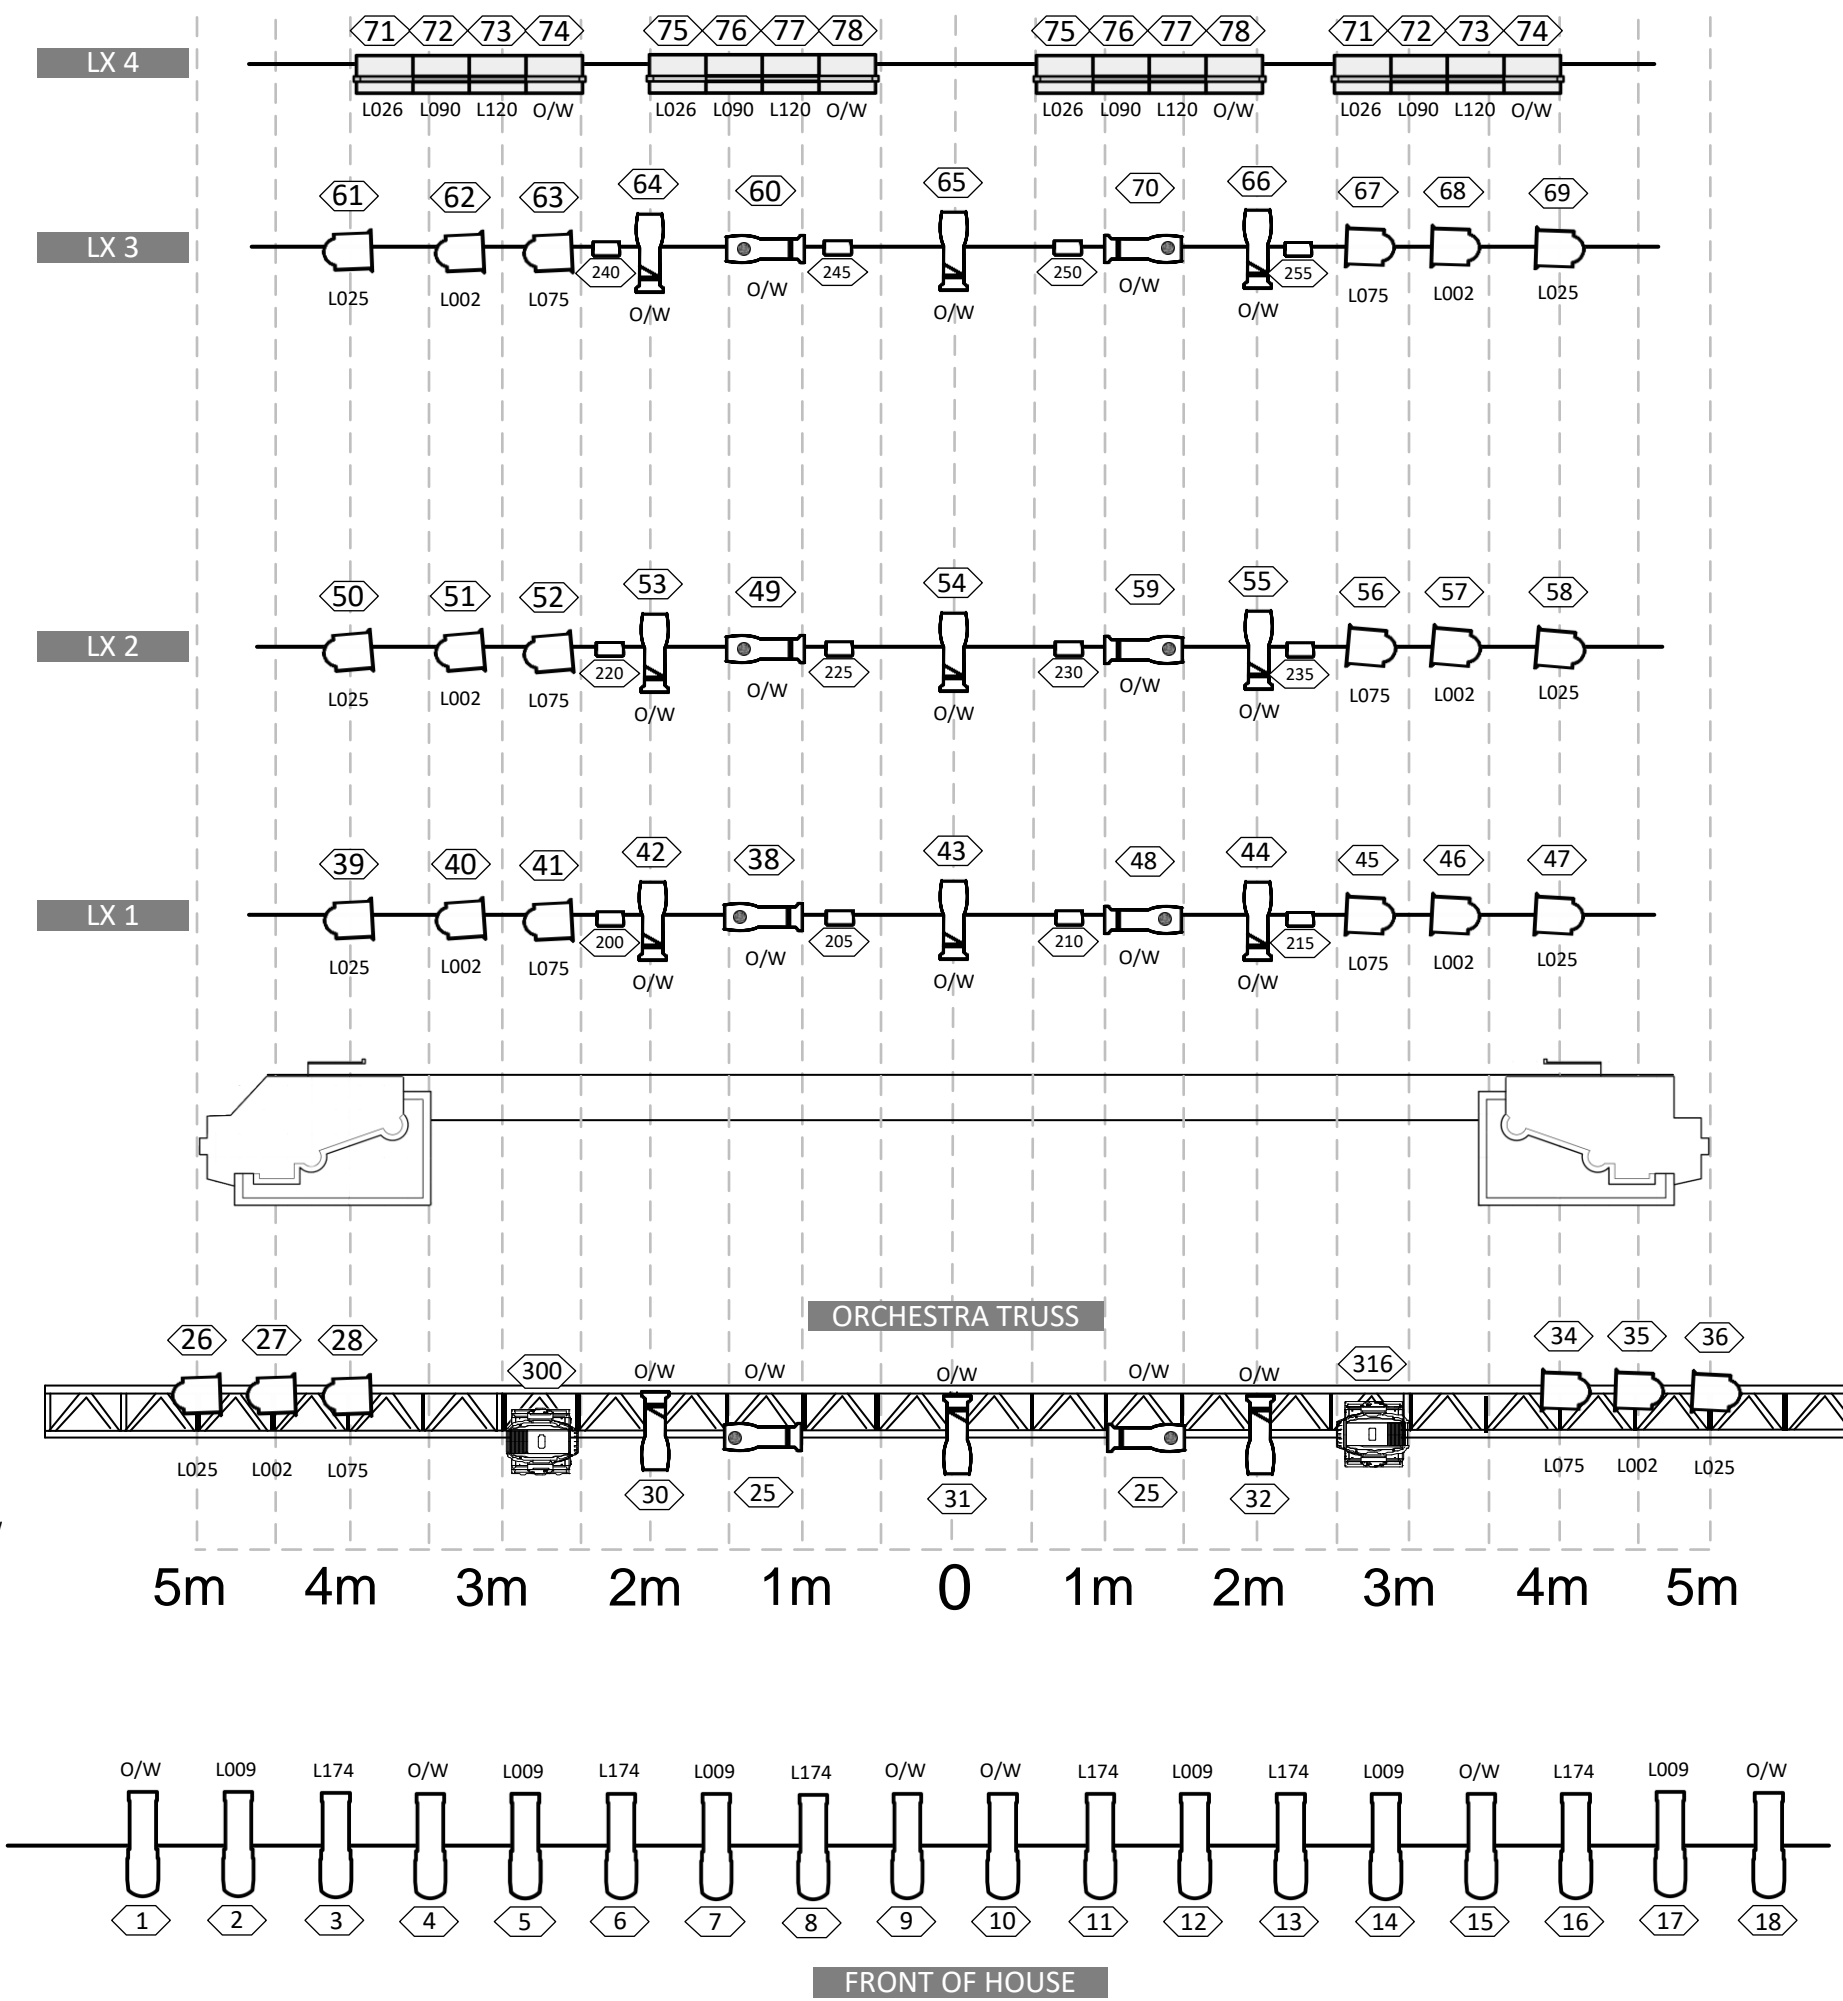 71 72 73 74 75 76 77 78 75 76 77 78 71 72 73 74
LX 4
L026 L090 L120 O/W L026 L090 L120 O/W L026 L090 L120 O/W L026 L090 L120 O/W
61 62 63 64 60 65 70 66 67 68 69
LX 3
240 245 250 255
L025 L002 L075 O/W O/W O/W O/W O/W L075 L002 L025
50 51 52 53 49 54 59 55 56 57 58
LX 2
220 225 230 235
L025 L002 L075 O/W O/W O/W O/W O/W L075 L002 L025
39 40 41 42 38 43 48 44 45 46 47
LX 1
200 205 210 215
L025 L002 L075 O/W O/W O/W O/W O/W L075 L002 L025
ORCHESTRA TRUSS
26 27 28 300 O/W O/W O/W O/W O/W 316 34 35 36
L025 L002 L075 L075 L002 L025
30 25 31 25 32
5m 4m 3m 2m 1m 0 1m 2m 3m 4m 5m
O/W L009 L174 O/W L009 L174 L009 L174 O/W O/W L174 L009 L174 L009 O/W L174 L009 O/W
1 2 3 4 5 6 7 8 9 10 11 12 13 14 15 16 17 18
FRONT OF HOUSE